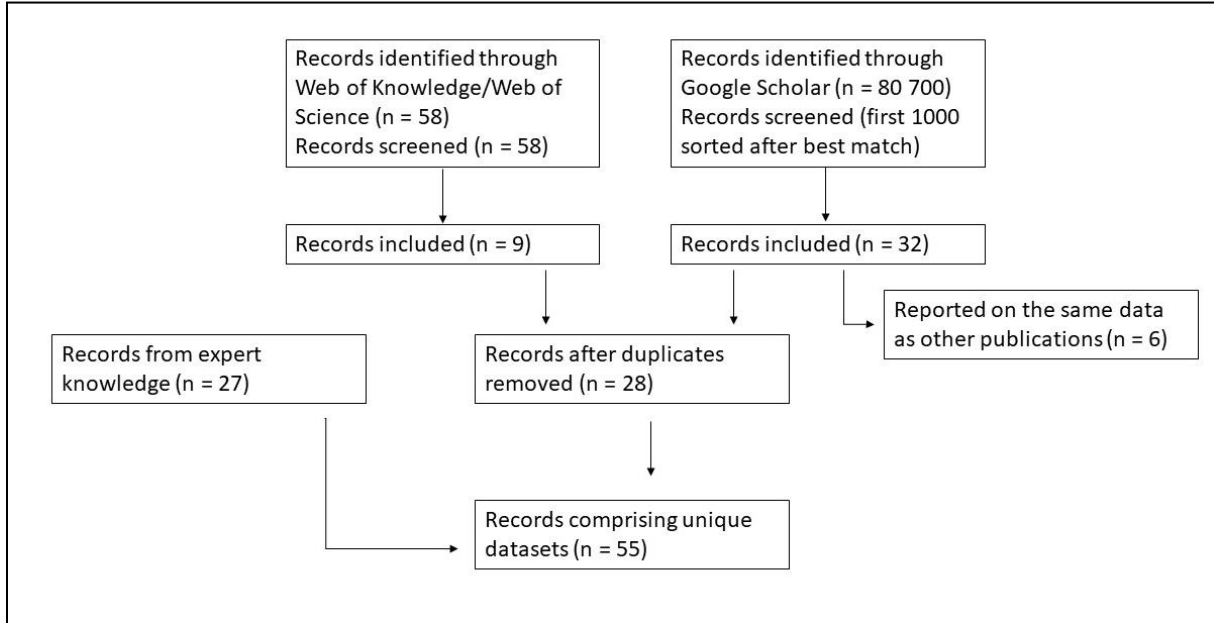 Records identified through
Web of Knowledge/Web of
Science (n = 58)
Records screened (n = 58)
Records identified through
Google Scholar (n = 80 700)
Records screened (first 1000
sorted after best match)
Records included (n = 9)
Records included (n = 32)
Reported on the same data
as other publications (n = 6)
Records from expert
knowledge (n = 27)
Records after duplicates
removed (n = 28)
Records comprising unique
datasets (n = 55)